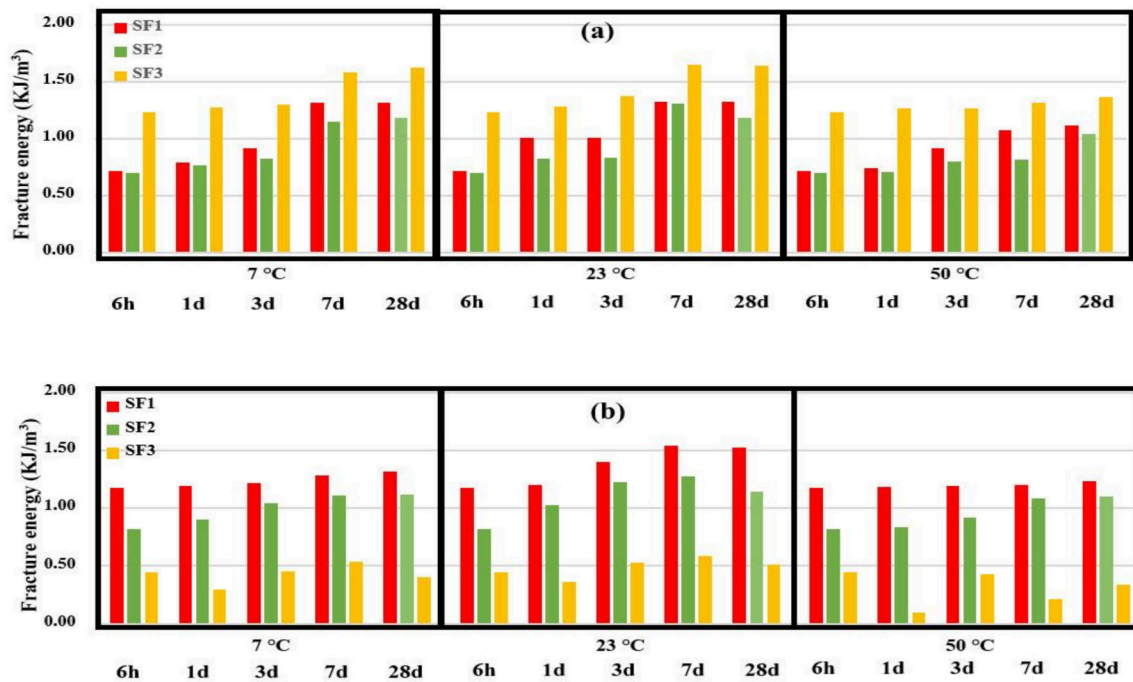 2.00
(a)
SF1
SF2
SF3
1.50
1.00
0.50
0.00
Fracture energy (KJ/m³)
7 °C 23 °C 50 °C
6h 1d 3d 7d 28d 6h 1d 3d 7d 28d 6h 1d 3d 7d 28d
2.00
(b)
SF1
SF2
SF3
1.50
1.00
0.50
0.00
Fracture energy (KJ/m³)
7 °C 23 °C 50 °C
6h 1d 3d 7d 28d 6h 1d 3d 7d 28d 6h 1d 3d 7d 28d